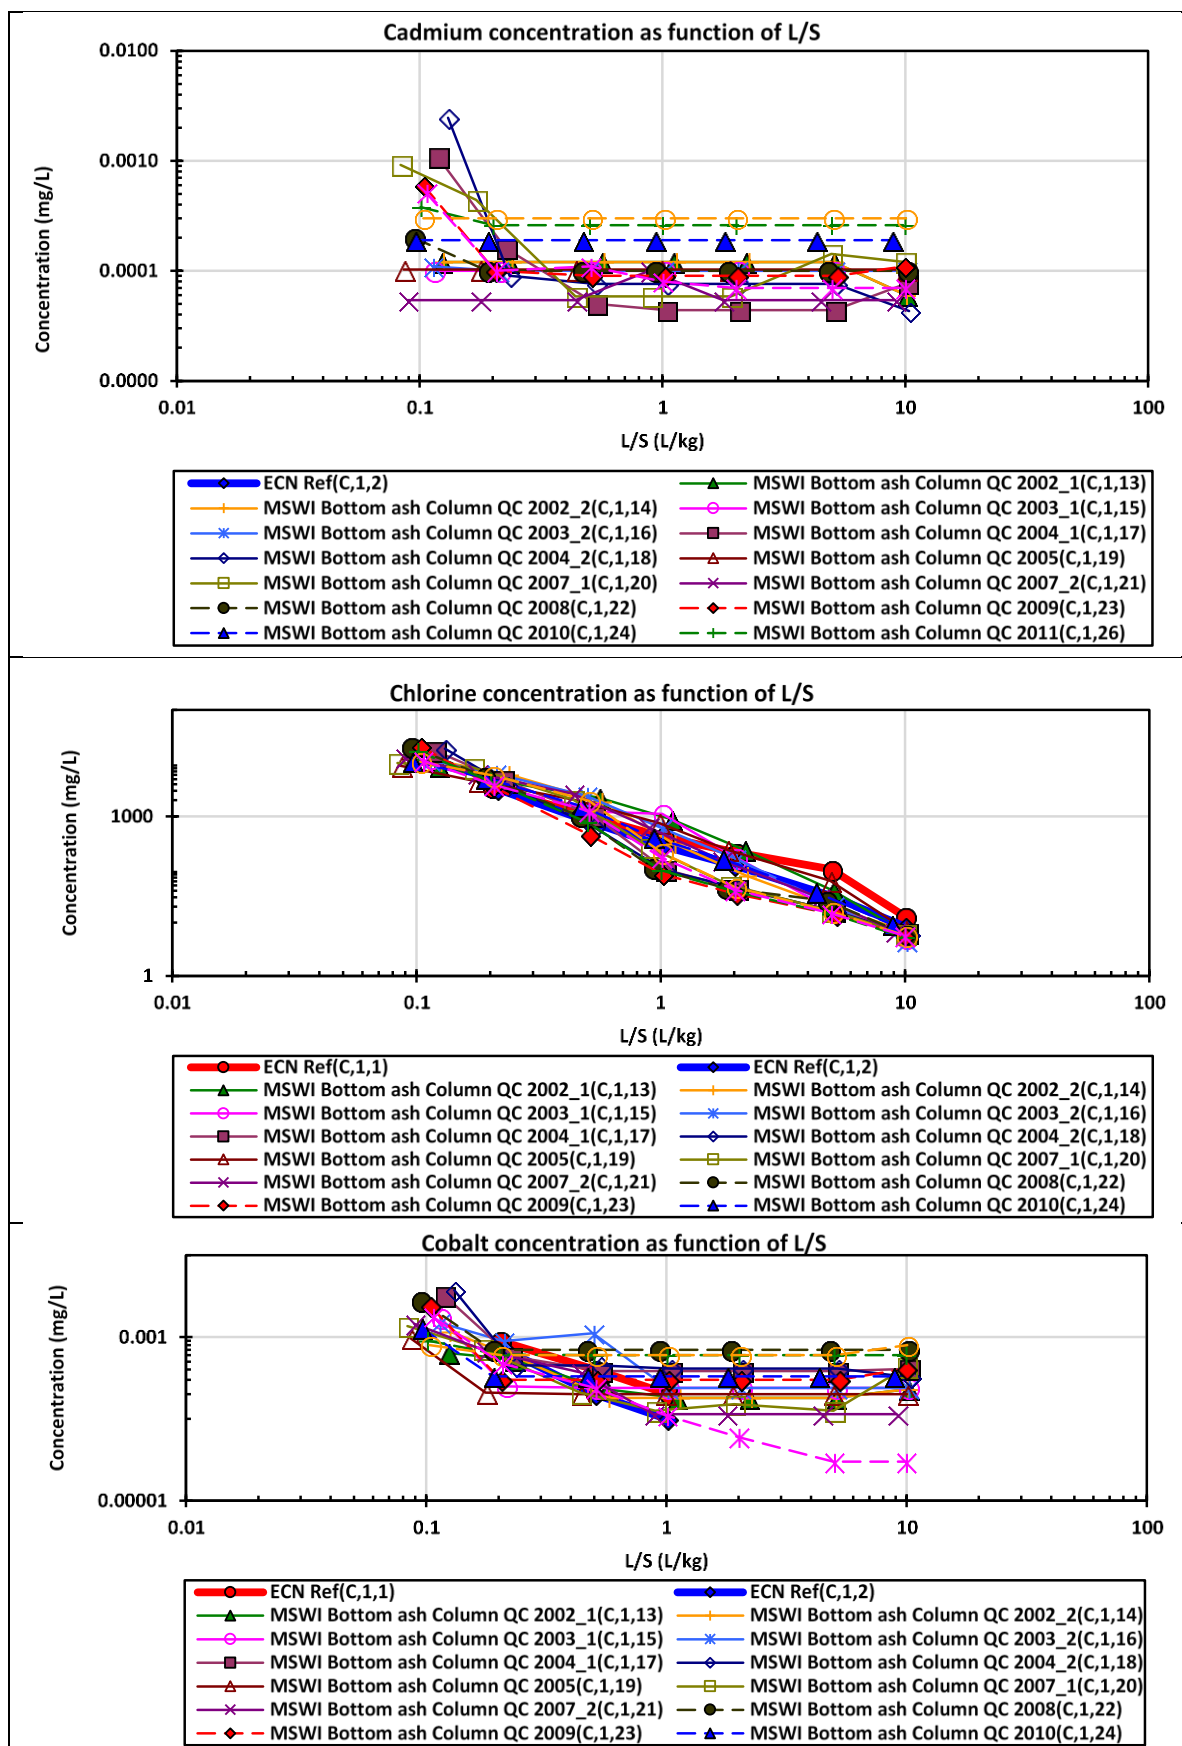 Cadmium concentration as function of L/S
0.0100
0.0010
0.0001
0.0000
Concentration (mg/L)
0.01 0.1 1 10 100
L/S (L/kg)
ECN Ref(C,1,2) MSWI Bottom ash Column QC 2002_1(C,1,13)
MSWI Bottom ash Column QC 2002_2(C,1,14) MSWI Bottom ash Column QC 2003_1(C,1,15)
MSWI Bottom ash Column QC 2003_2(C,1,16) MSWI Bottom ash Column QC 2004_1(C,1,17)
MSWI Bottom ash Column QC 2004_2(C,1,18) MSWI Bottom ash Column QC 2005(C,1,19)
MSWI Bottom ash Column QC 2007_1(C,1,20) MSWI Bottom ash Column QC 2007_2(C,1,21)
MSWI Bottom ash Column QC 2008(C,1,22) MSWI Bottom ash Column QC 2009(C,1,23)
MSWI Bottom ash Column QC 2010(C,1,24) MSWI Bottom ash Column QC 2011(C,1,26)
Chlorine concentration as function of L/S
1000
1
Concentration (mg/L)
0.01 0.1 1 10 100
L/S (L/kg)
ECN Ref(C,1,1) ECN Ref(C,1,2)
MSWI Bottom ash Column QC 2002_1(C,1,13) MSWI Bottom ash Column QC 2002_2(C,1,14)
MSWI Bottom ash Column QC 2003_1(C,1,15) MSWI Bottom ash Column QC 2003_2(C,1,16)
MSWI Bottom ash Column QC 2004_1(C,1,17) MSWI Bottom ash Column QC 2004_2(C,1,18)
MSWI Bottom ash Column QC 2005(C,1,19) MSWI Bottom ash Column QC 2007_1(C,1,20)
MSWI Bottom ash Column QC 2007_2(C,1,21) MSWI Bottom ash Column QC 2008(C,1,22)
MSWI Bottom ash Column QC 2009(C,1,23) MSWI Bottom ash Column QC 2010(C,1,24)
Cobalt concentration as function of L/S
0.001
0.00001
Concentration (mg/L)
0.01 0.1 1 10 100
L/S (L/kg)
ECN Ref(C,1,1) ECN Ref(C,1,2)
MSWI Bottom ash Column QC 2002_1(C,1,13) MSWI Bottom ash Column QC 2002_2(C,1,14)
MSWI Bottom ash Column QC 2003_1(C,1,15) MSWI Bottom ash Column QC 2003_2(C,1,16)
MSWI Bottom ash Column QC 2004_1(C,1,17) MSWI Bottom ash Column QC 2004_2(C,1,18)
MSWI Bottom ash Column QC 2005(C,1,19) MSWI Bottom ash Column QC 2007_1(C,1,20)
MSWI Bottom ash Column QC 2007_2(C,1,21) MSWI Bottom ash Column QC 2008(C,1,22)
MSWI Bottom ash Column QC 2009(C,1,23) MSWI Bottom ash Column QC 2010(C,1,24)